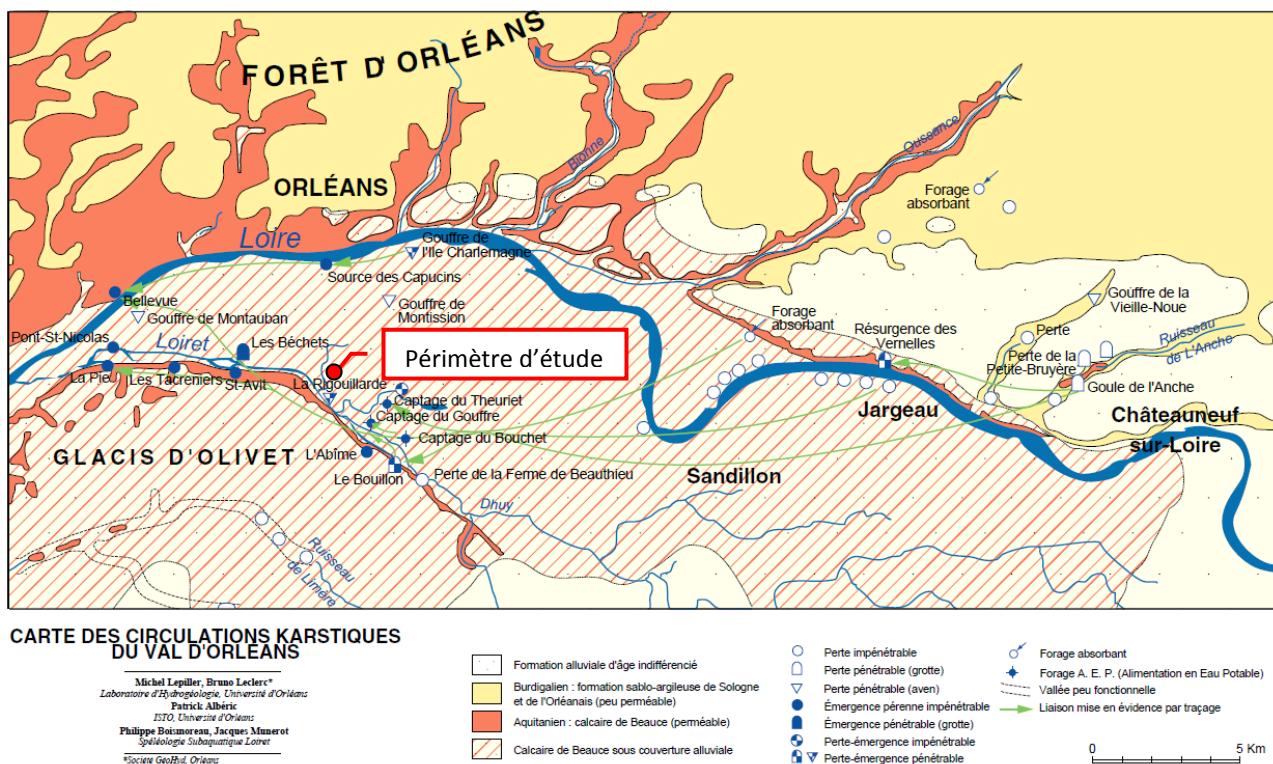 FORÊT D'ORLÉANS
ORLÉANS
Bionne
Oussance
Forage
absorbant
Loire
Gouffre de
l'Ile Charlemagne
Source des Capucins
Bellevue
Gouffre de Montauban
Gouffre de
Montission
Forage
absorbant
Résurgence des
Vernelles
Gouffre de la
Vieille-Noue
Perte
Ruisseau
de L'Anche
Perte de la
Petite-Bruyère
Goule de l'Anche
Pont-St-Nicolas
Loiret
Les Béchets
Périmètre d'étude
La Pie
Les Tacreniers
St-Avit
La Rigouillarde
Captage du Theuriet
Captage du Gouffre
Captage du Bouchet
Jargeau
Châteauneuf
sur-Loire
GLACIS D'OLIVET
L'Abîme
Le Bouillon
Perte de la Ferme de Beauthieu
Sandillon
Dhuy
Ruisseau
de Limère
CARTE DES CIRCULATIONS KARSTIQUES
DU VAL D'ORLEANS
Michel Lepiller, Bruno Leclerc*
Laboratoire d'Hydrogéologie, Université d'Orléans
Patrick Albéric
ISTO, Université d'Orléans
Philippe Boismoreau, Jacques Munerot
Spéléologie Subaquatique Loiret
*Société GéoHyd, Orléans
Formation alluviale d'âge indifférencié
Burdigalien : formation sablo-argileuse de Sologne
et de l'Orléanais (peu perméable)
Aquitanien : calcaire de Beauce (perméable)
Calcaire de Beauce sous couverture alluviale
Perte impénétrable
Perte pénétrable (grotte)
Perte pénétrable (aven)
Émergence pérenne impénétrable
Émergence pénétrable (grotte)
Perte-émergence impénétrable
Perte-émergence pénétrable
Forage absorbant
Forage A. E. P. (Alimentation en Eau Potable)
Vallée peu fonctionnelle
Liaison mise en évidence par traçage
0 5 Km